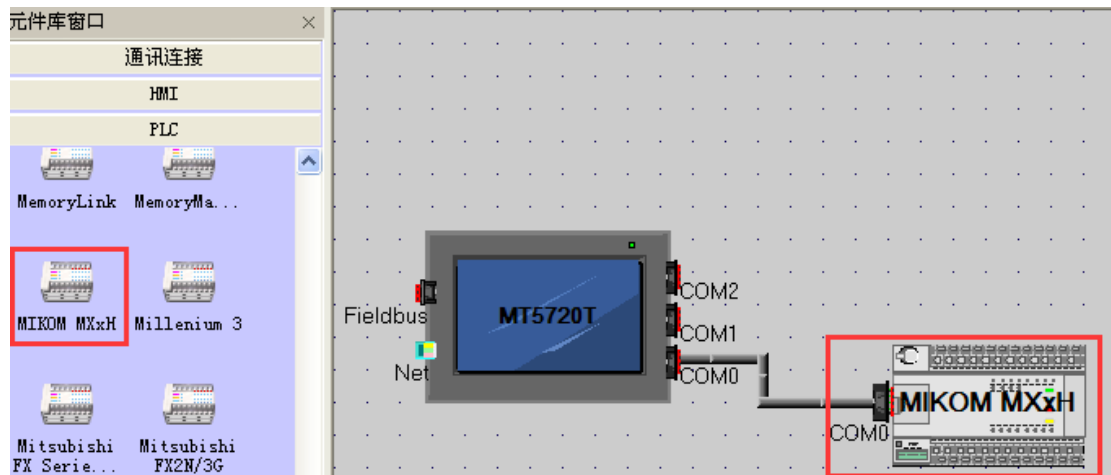 元件库窗口
通讯连接
HMI
PLC
MemoryLink MemoryMa...
MIKOM MXxH Millenium 3
Mitsubishi FX Serie...
Mitsubishi FX2N/3G
Fieldbus
Net
MT5720T
COM2
COM1
COM0
COM0
MIKOM MXxH